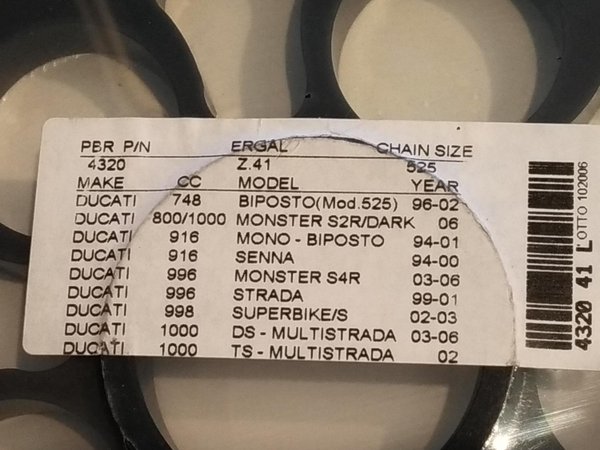 PBR P/N ERGAL CHAIN SIZE
4320 Z.41 525
MAKE CC MODEL YEAR
DUCATI 748 BIPOSTO(Mod.525) 96-02
DUCATI 800/1000 MONSTER S2R/DARK 06
DUCATI 916 MONO - BIPOSTO 94-01
DUCATI 916 SENNA 94-00
DUCATI 996 MONSTER S4R 03-06
DUCATI 996 STRADA 99-01
DUCATI 998 SUPERBIKE/S 02-03
DUCATI 1000 DS - MULTISTRADA 03-06
DUCATI 1000 TS - MULTISTRADA 02
4320 41 L
LOTTO 102006